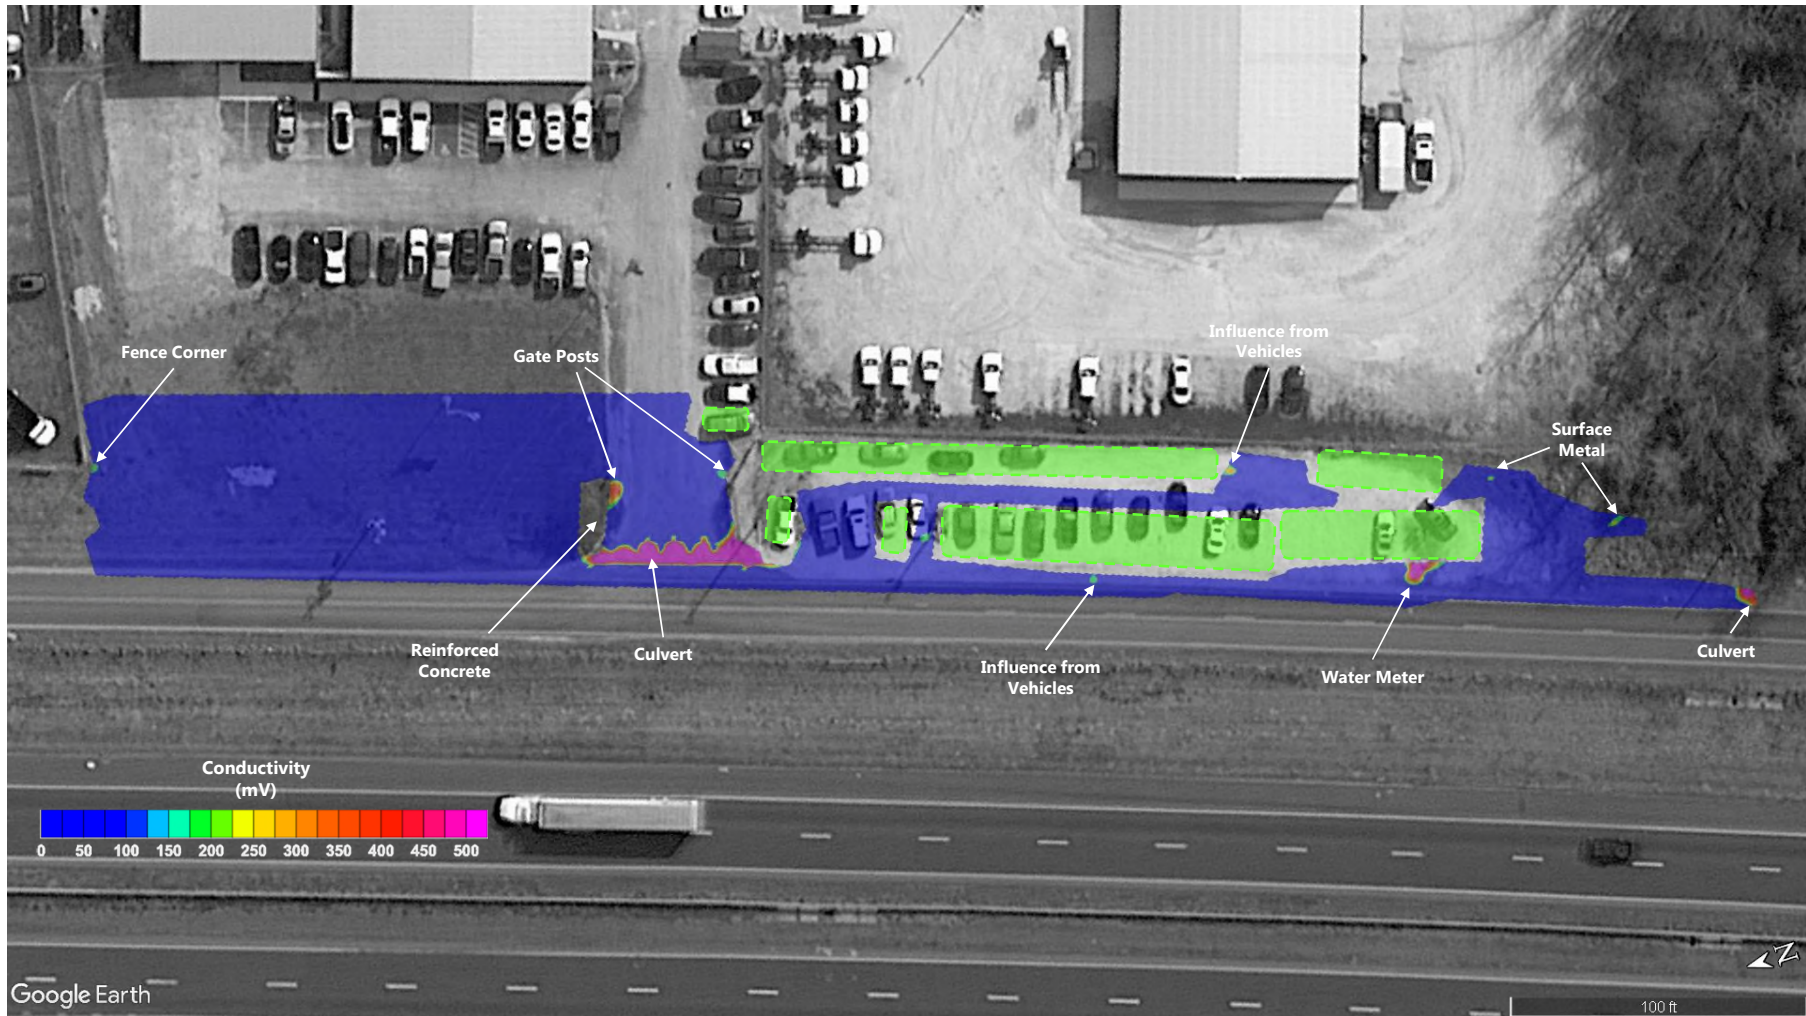 Influence from
Vehicles
Fence Corner
Gate Posts
Surface
Metal
Reinforced
Concrete
Culvert
Influence from
Vehicles
Water Meter
Culvert
Conductivity
(mV)
0 50 100 150 200 250 300 350 400 450 500
N
Google Earth
100 ft